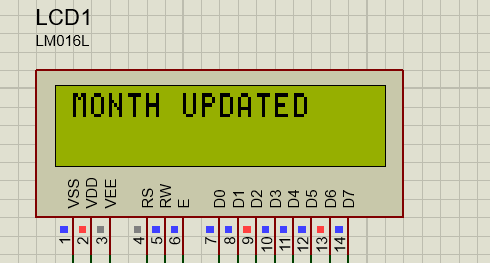 LCD1
LM016L
MONTH UPDATED
VSS VDD VEE RS RW E D0 D1 D2 D3 D4 D5 D6 D7
1 2 3 4 5 6 7 8 9 10 11 12 13 14